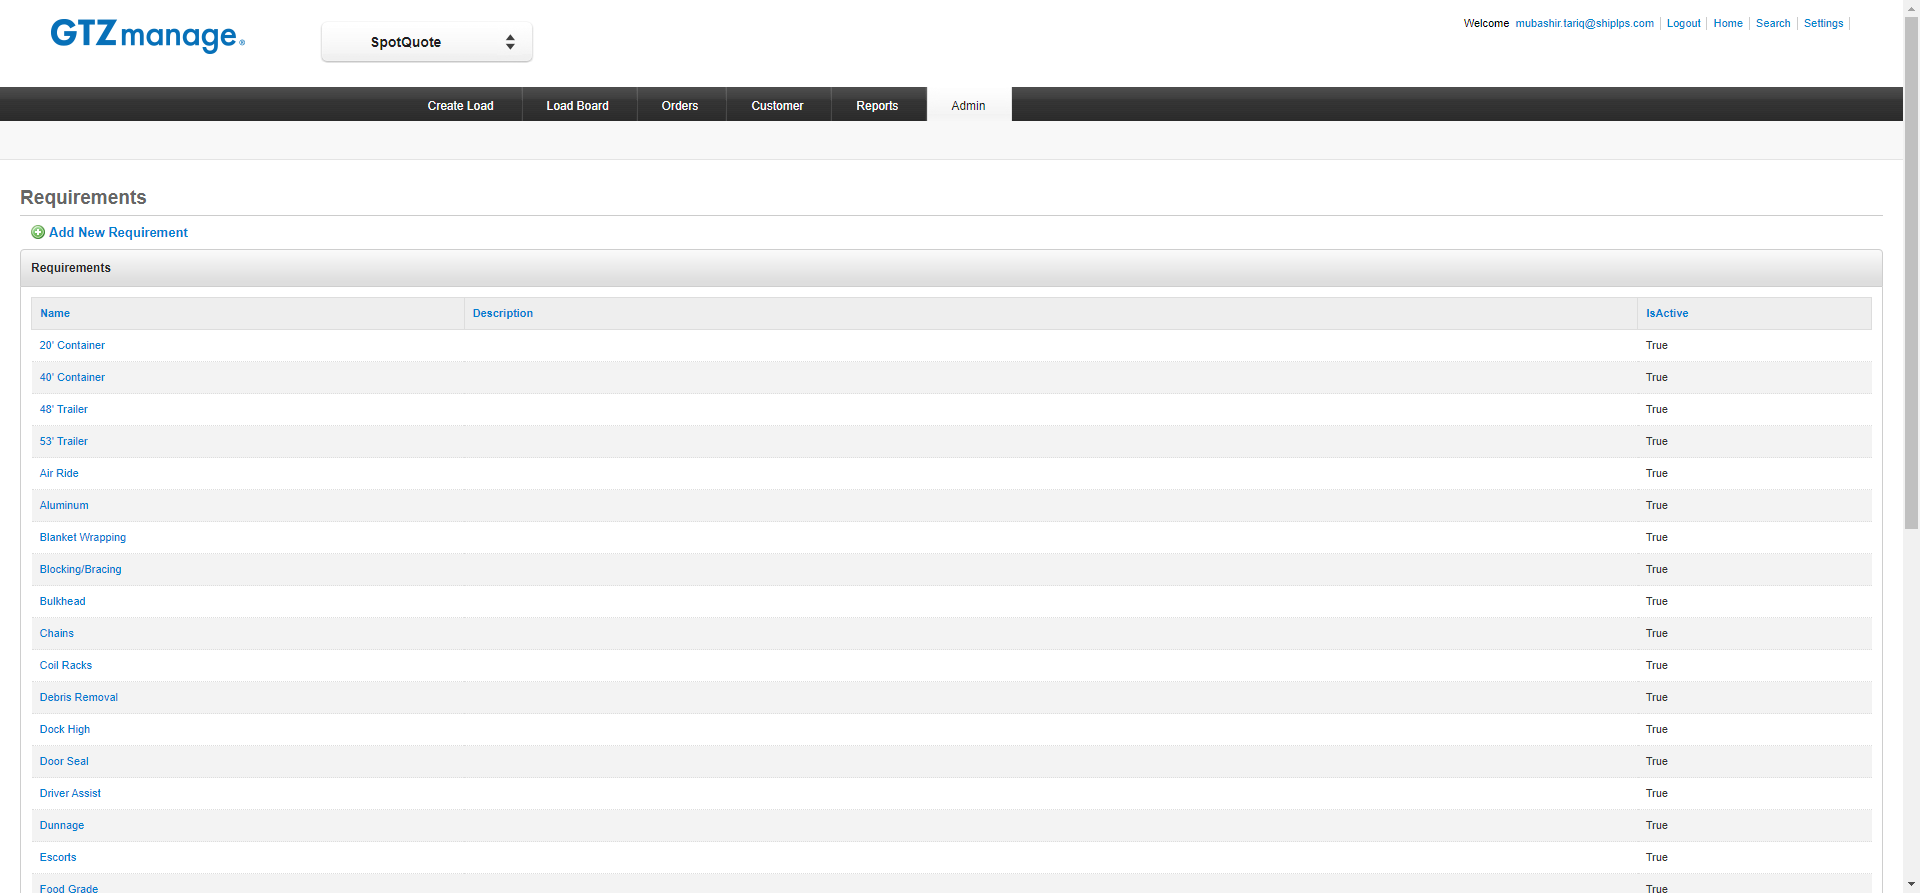 GTZmanage®
SpotQuote
Welcome mubashir.tariq@shiplps.com Logout Home Search Settings
Create Load Load Board Orders Customer Reports Admin
Requirements
Add New Requirement
Requirements
Name Description IsActive
20' Container True
40' Container True
48' Trailer True
53' Trailer True
Air Ride True
Aluminum True
Blanket Wrapping True
Blocking/Bracing True
Bulkhead True
Chains True
Coil Racks True
Debris Removal True
Dock High True
Door Seal True
Driver Assist True
Dunnage True
Escorts True
Food Grade True